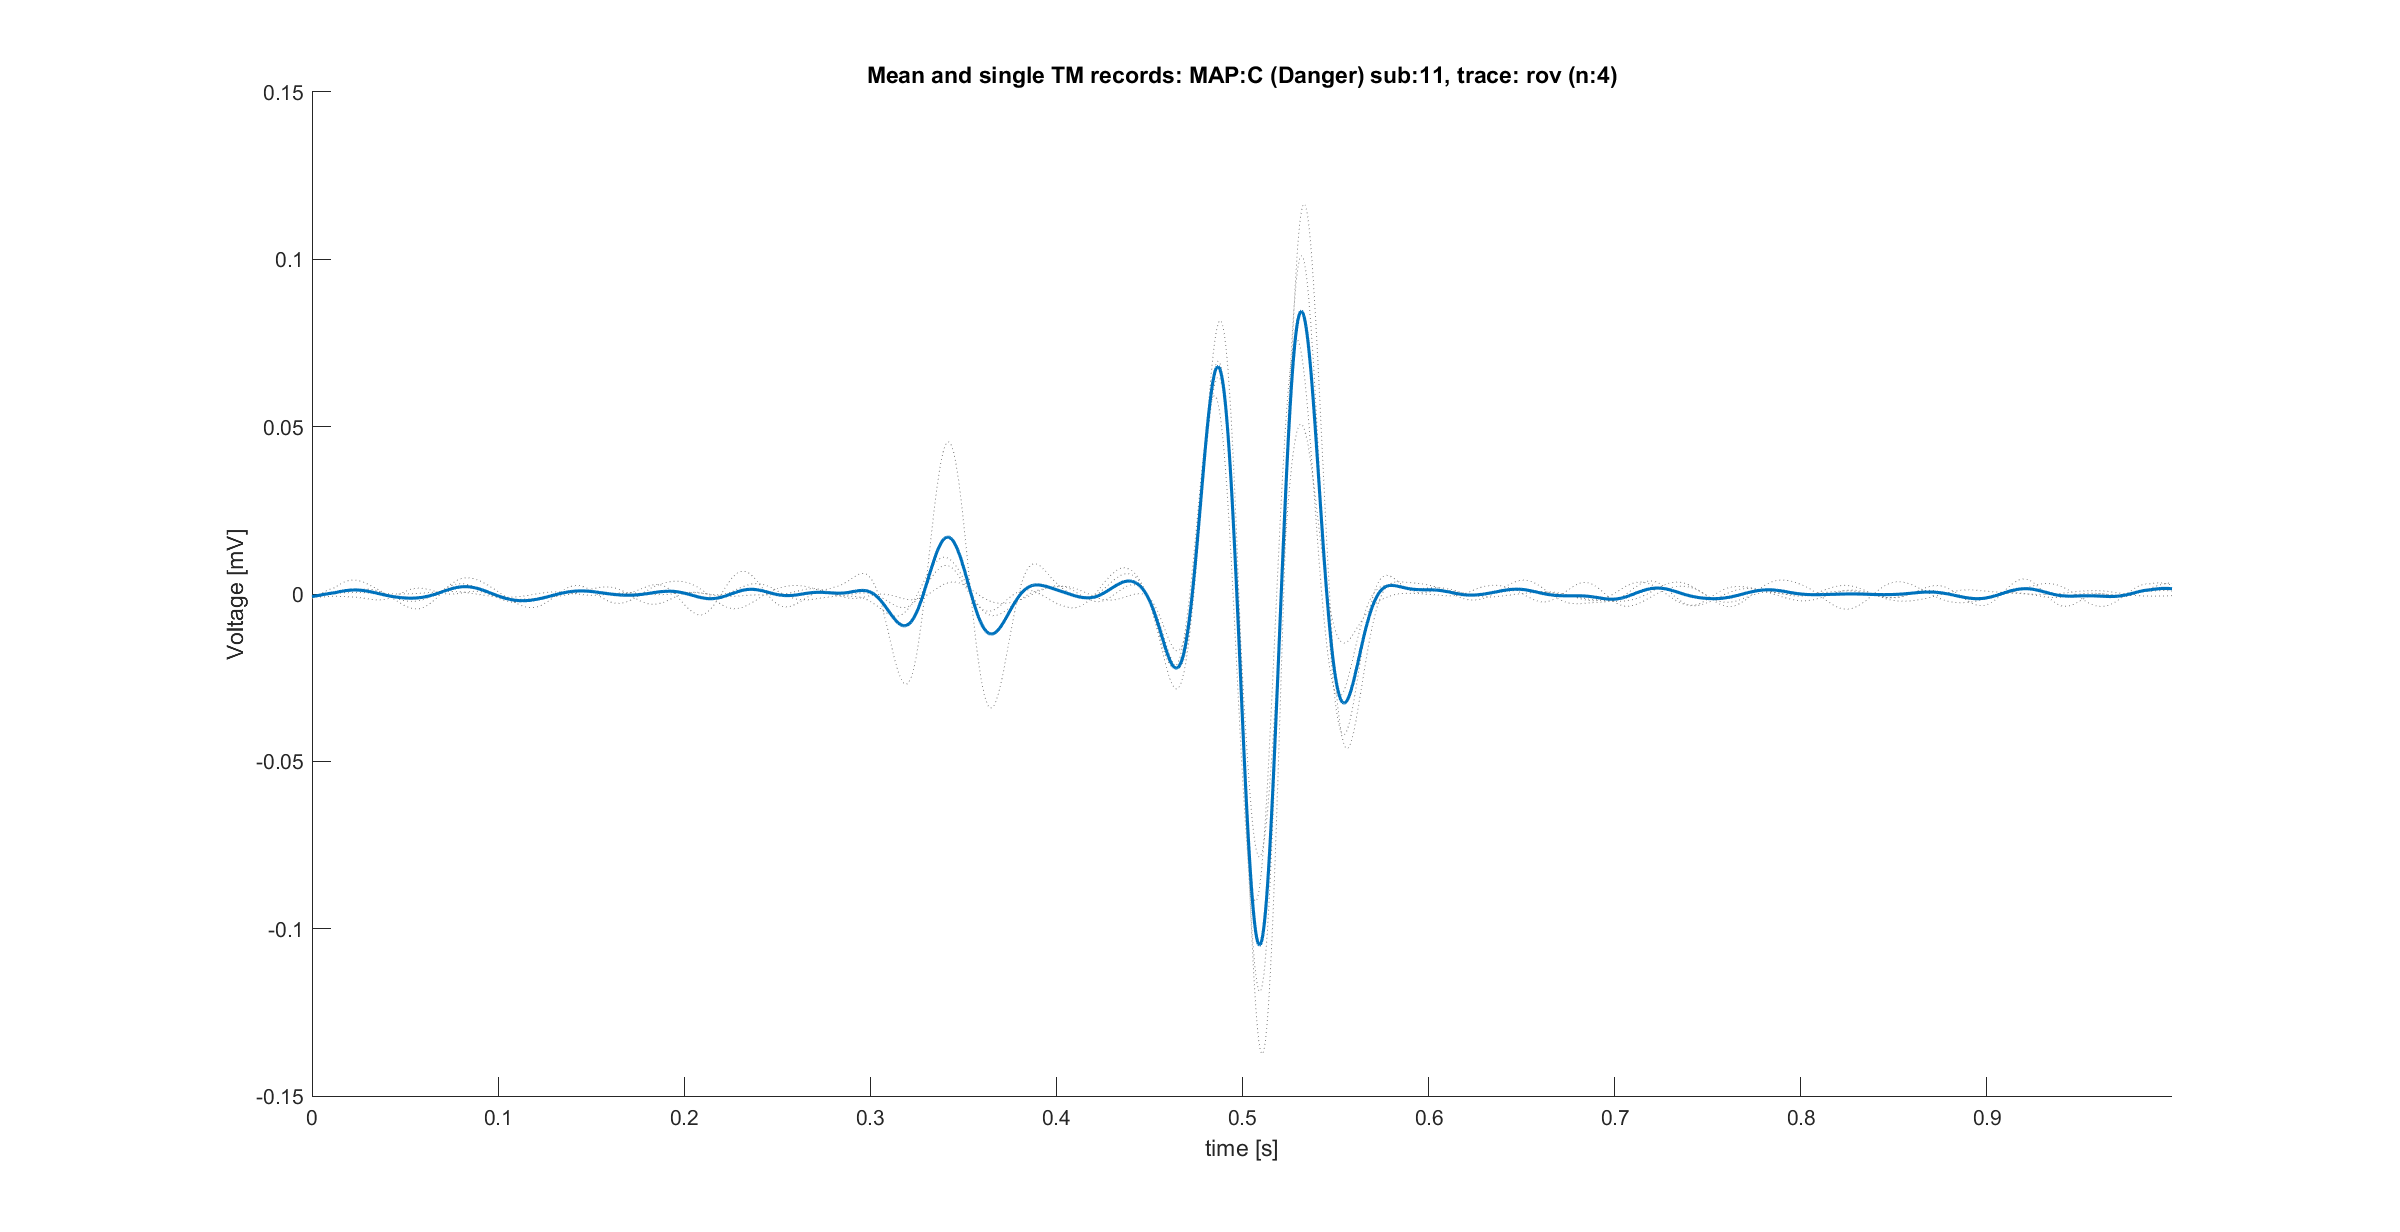 Mean and single TM records: MAP:C (Danger) sub:11, trace: rov (n:4)
0.15
0.1
0.05
0
-0.05
-0.1
-0.15
Voltage [mV]
0 0.1 0.2 0.3 0.4 0.5 0.6 0.7 0.8 0.9
time [s]